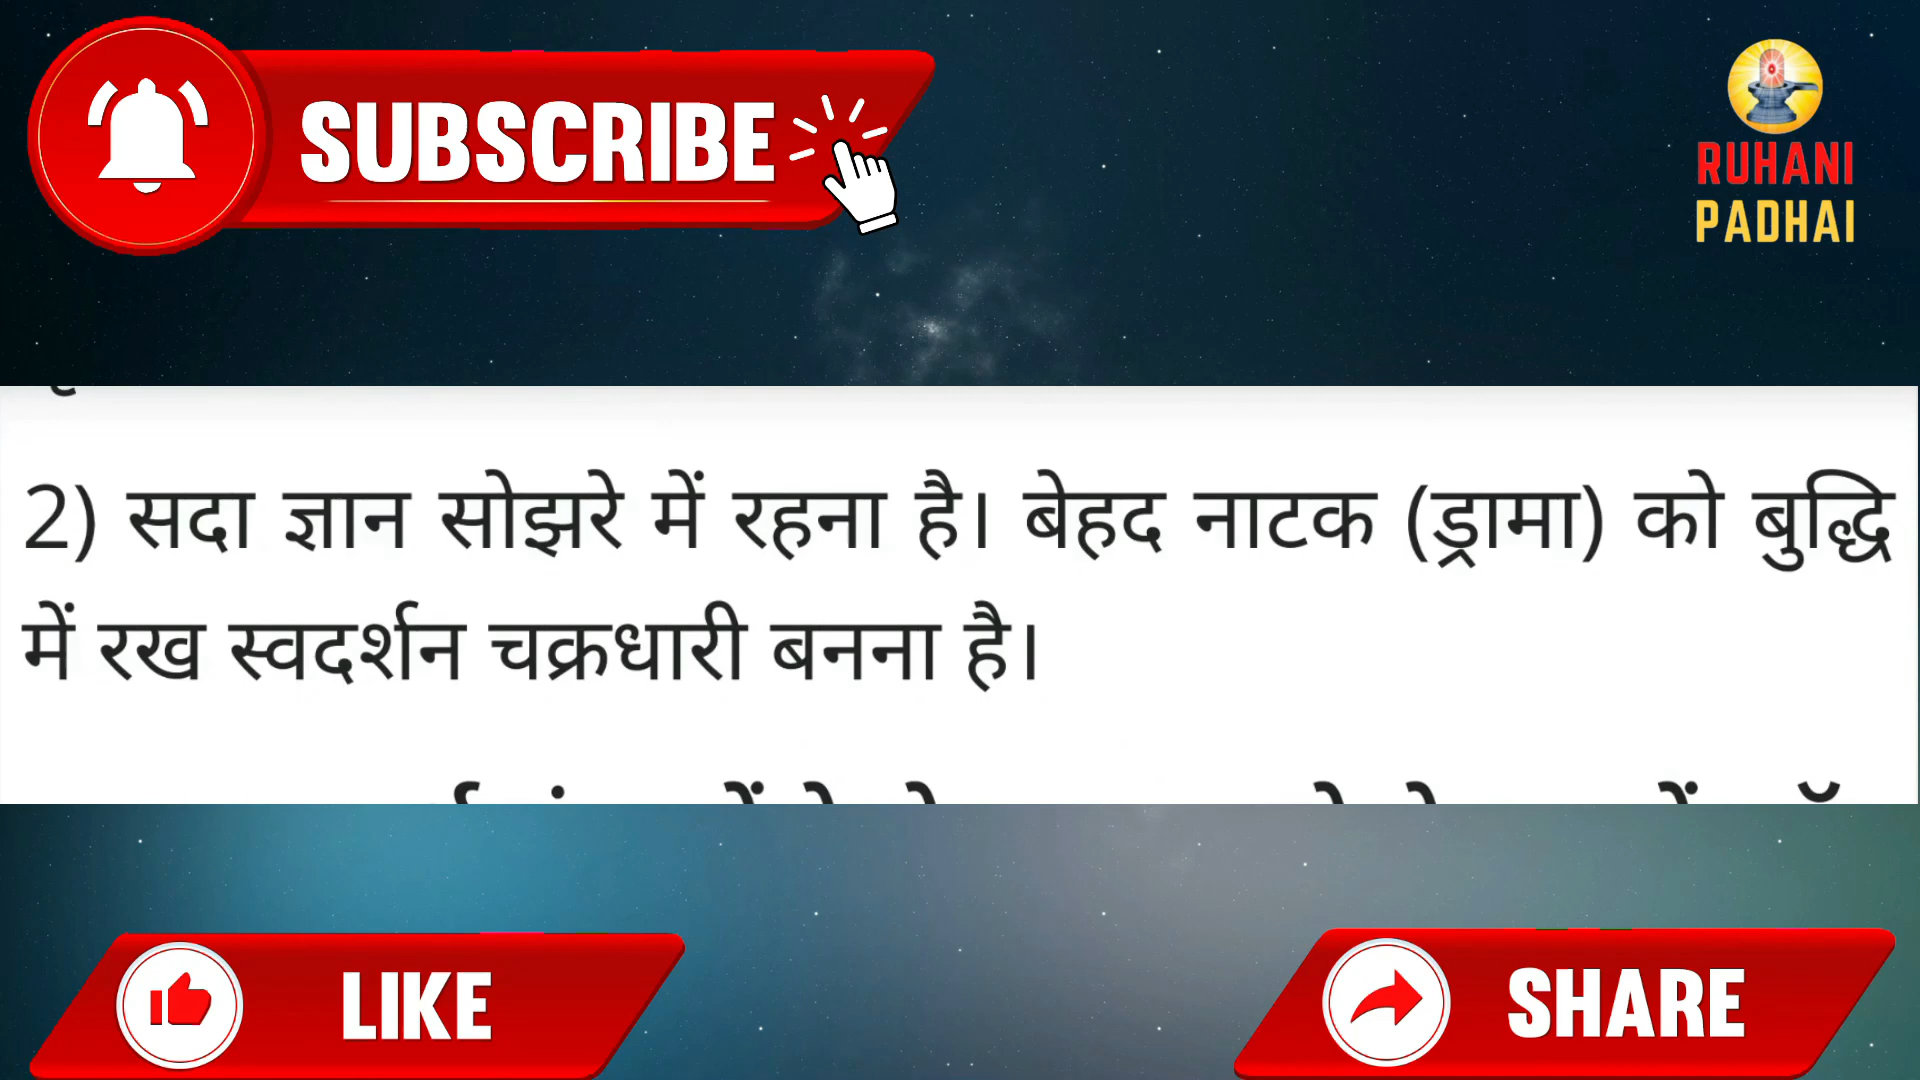 SUBSCRIBE
RUHANI
PADHAI
2) सदा ज्ञान सोझरे में रहना है। बेहद नाटक (ड्रामा) को बुद्धि
में रख स्वदर्शन चक्रधारी बनना है।
LIKE
SHARE